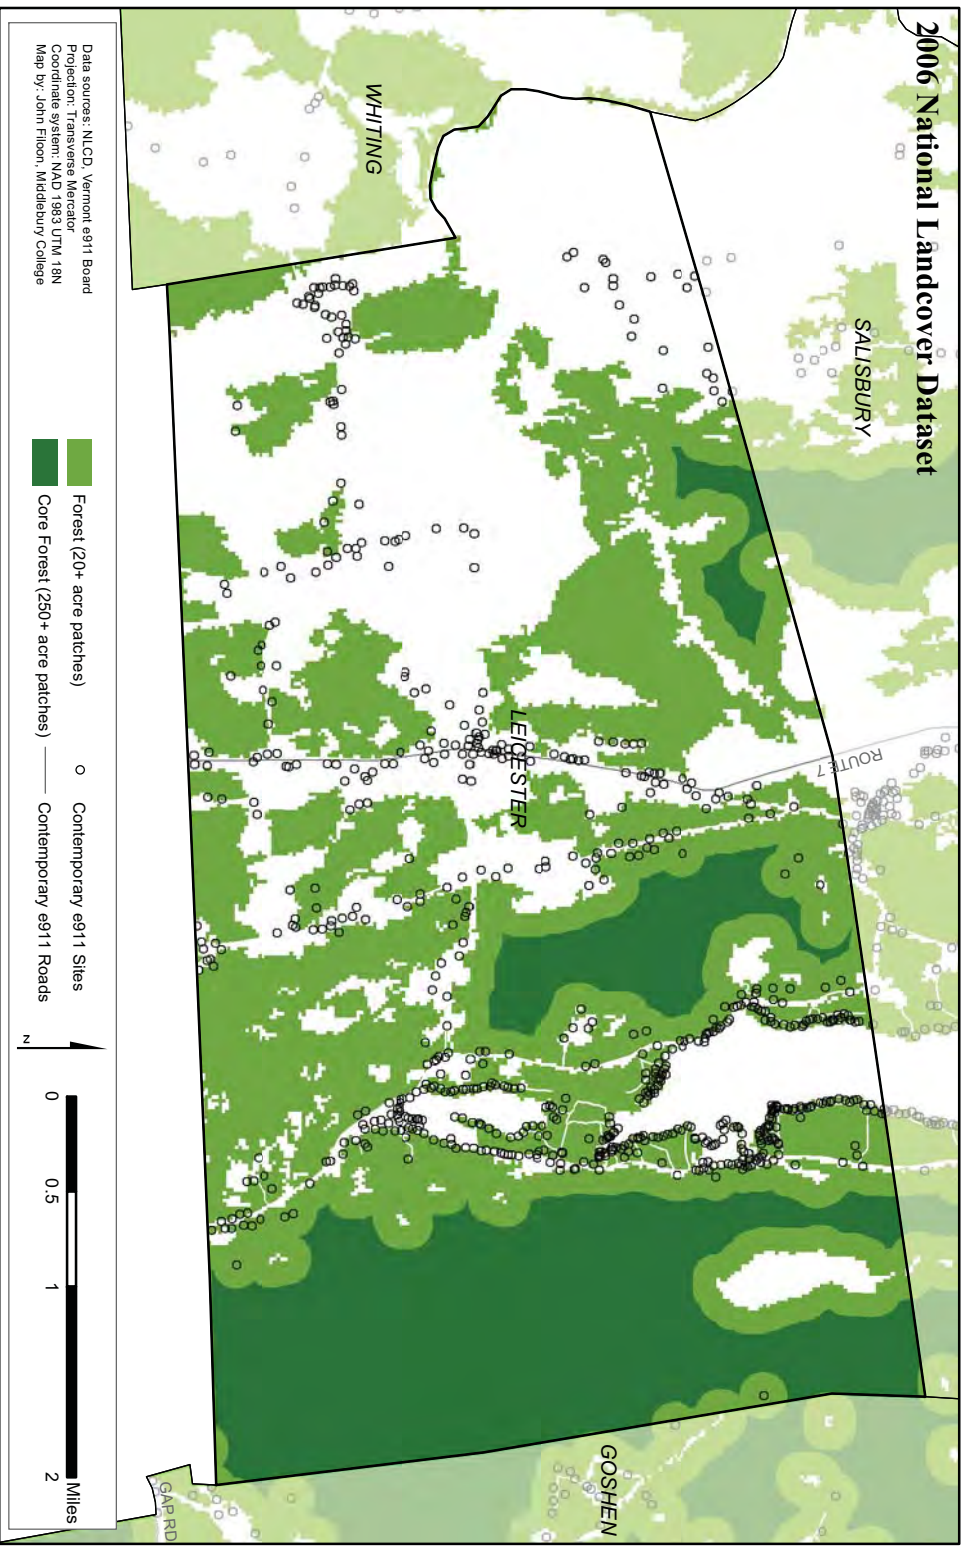 2006 National Landcover Dataset
SALISBURY
WHITING
LEICESTER
ROUTE 7
GOSHEN
GAP RD
Forest (20+ acre patches)
Core Forest (250+ acre patches)
Contemporary e911 Sites
Contemporary e911 Roads
N
0 0.5 1 2
Miles
Data sources: NLCD, Vermont e911 Board
Projection: Transverse Mercator
Coordinate system: NAD 1983 UTM 18N
Map by: John Filoon, Middlebury College